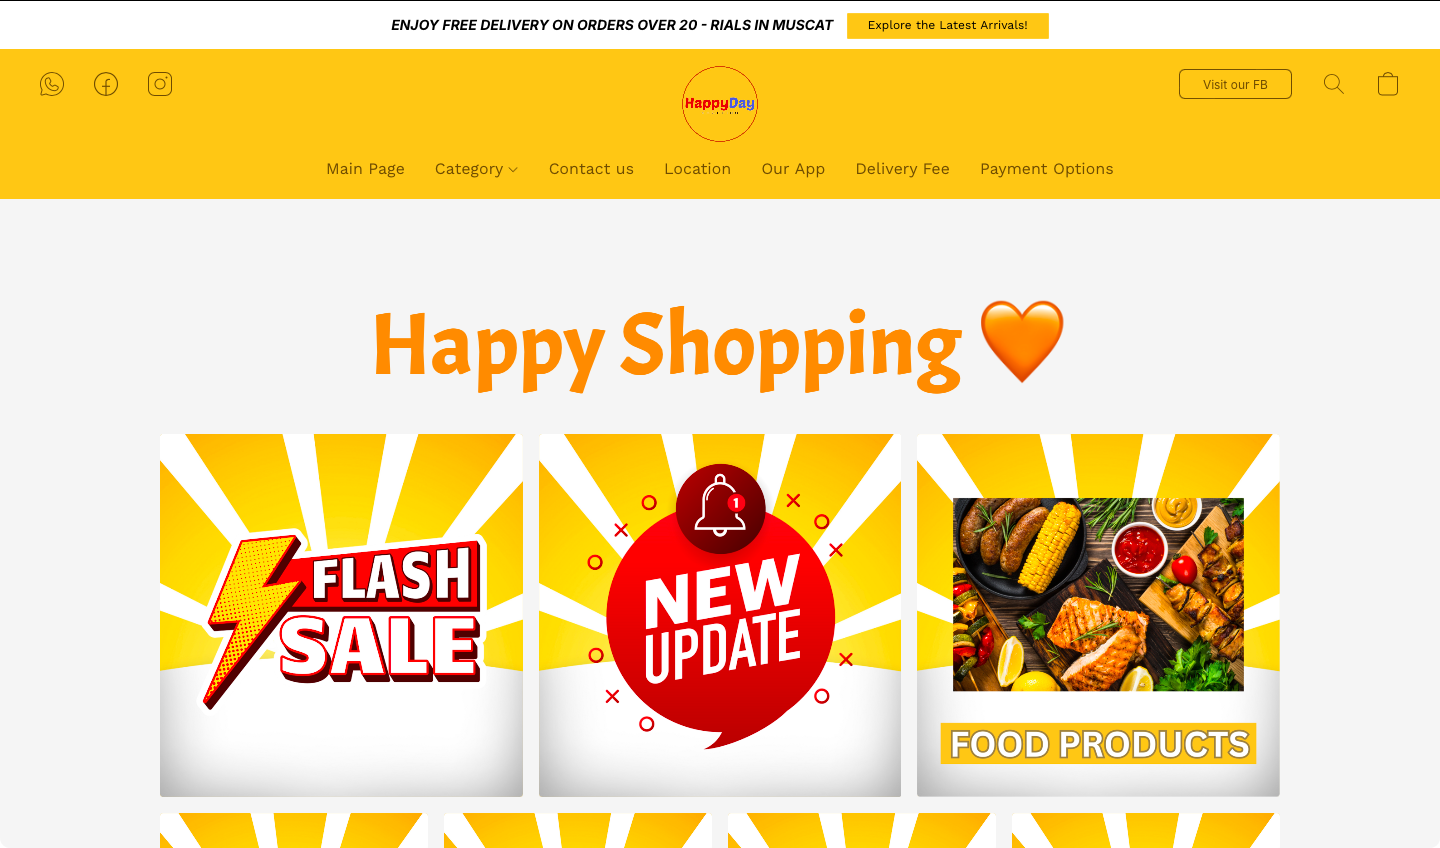 ENJOY FREE DELIVERY ON ORDERS OVER 20 - RIALS IN MUSCAT
Explore the Latest Arrivals!
HappyDay
Visit our FB
Main Page
Category
Contact us
Location
Our App
Delivery Fee
Payment Options
Happy Shopping 🧡
FLASH
SALE
1
NEW
UPDATE
FOOD PRODUCTS